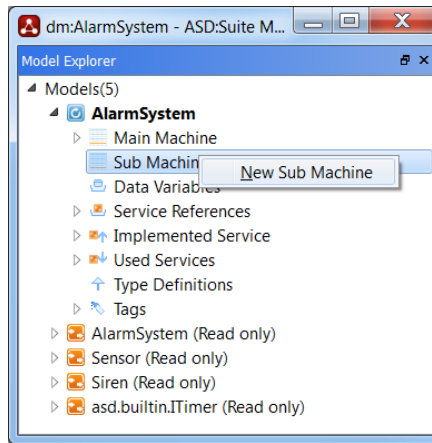 dm:AlarmSystem - ASD:Suite M...
Model Explorer
Models(5)
AlarmSystem
Main Machine
Sub Machin
New Sub Machine
Data Variables
Service References
Implemented Service
Used Services
Type Definitions
Tags
AlarmSystem (Read only)
Sensor (Read only)
Siren (Read only)
asd.builtin.ITimer (Read only)